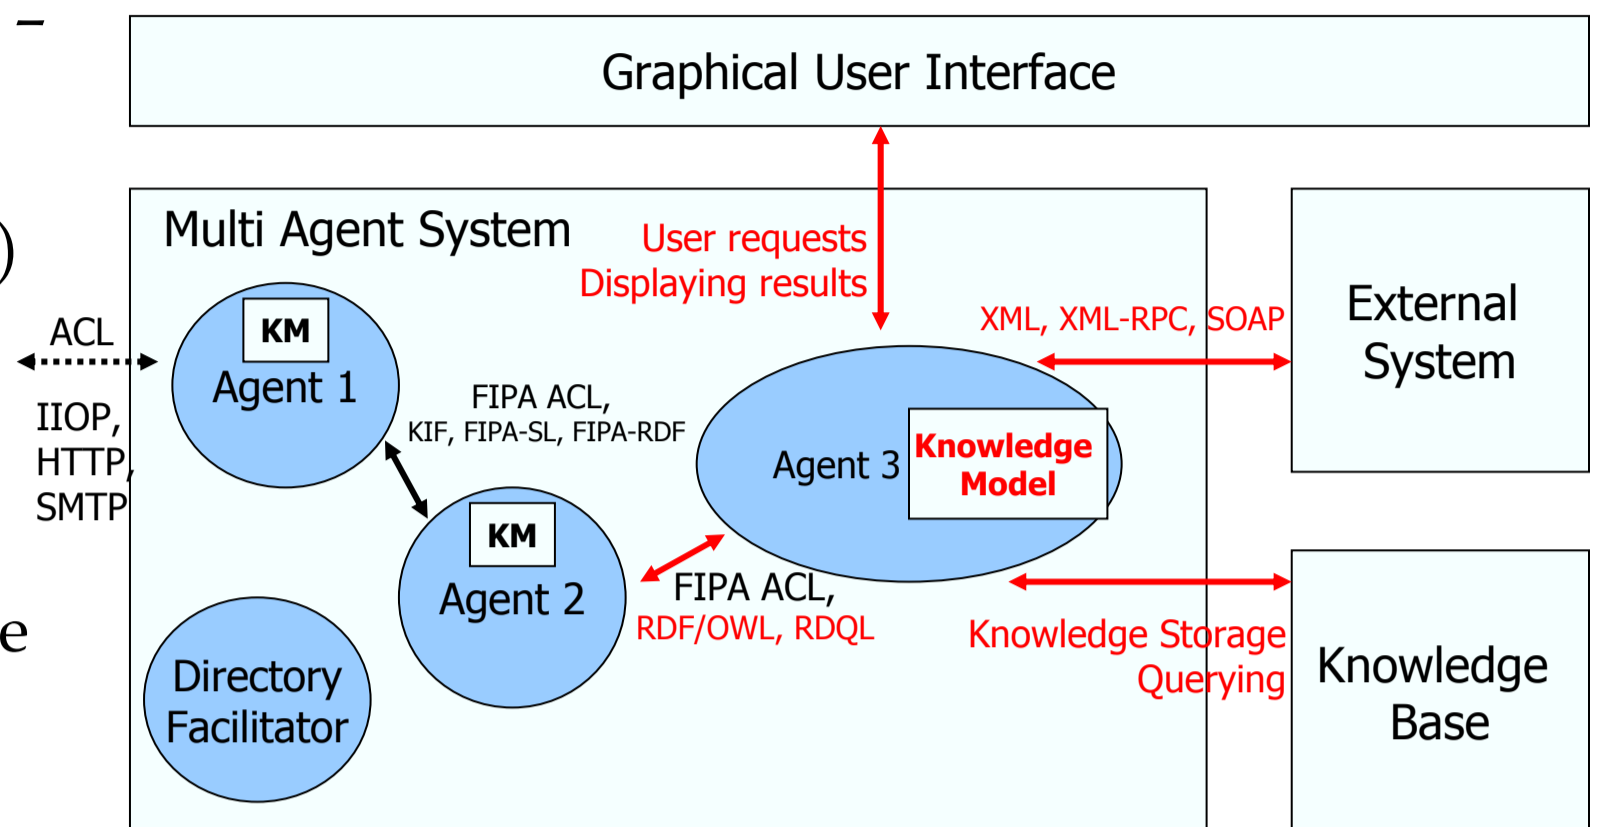 –
Graphical User Interface
)
Multi Agent System
User requests
Displaying results
XML, XML-RPC, SOAP
External
System
ACL
IIOP,
HTTP,
SMTP
KM
Agent 1
FIPA ACL,
KIF, FIPA-SL, FIPA-RDF
Agent 3
Knowledge
Model
KM
Agent 2
FIPA ACL,
RDF/OWL, RDQL
Knowledge Storage
Querying
e
Directory
Facilitator
Knowledge
Base